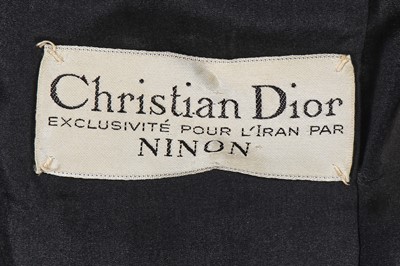 Christian Dior
EXCLUSIVITÉ POUR L'IRAN PAR
NINON